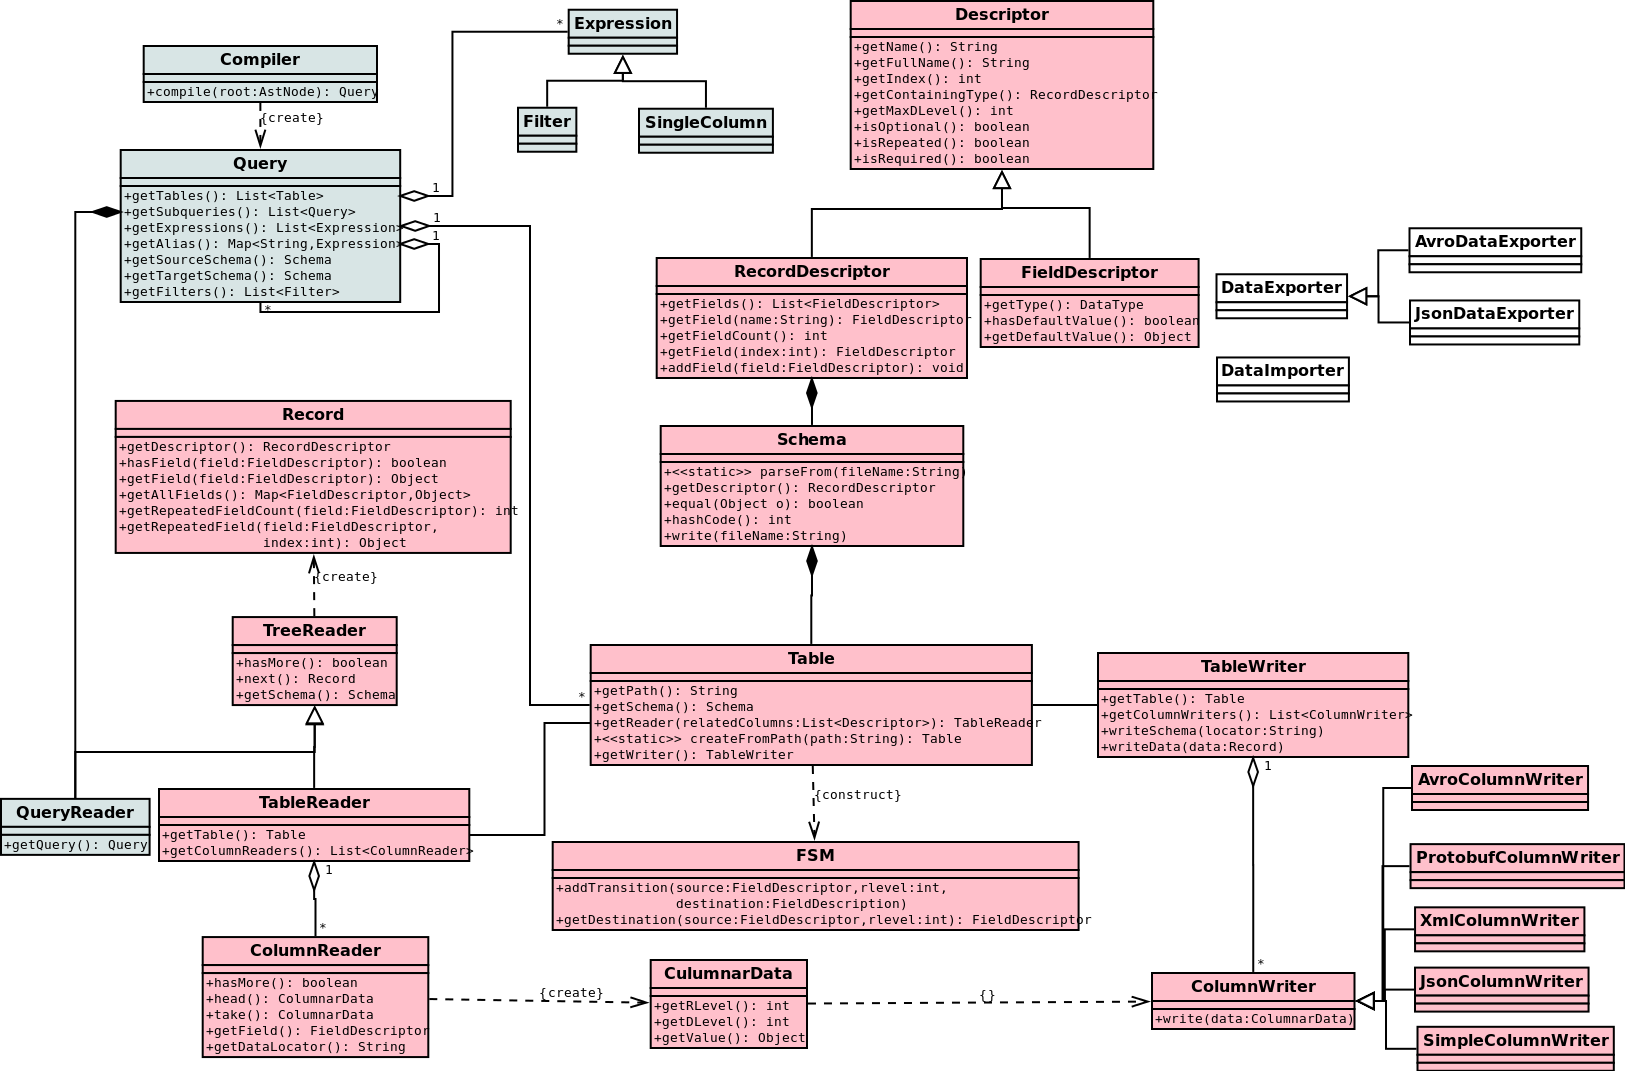 Compiler
+compile(root:AstNode): Query
{create}
Query
+getTables(): List<Table>
+getSubqueries(): List<Query>
+getExpressions(): List<Expression>
+getAlias(): Map<String,Expression>
+getSourceSchema(): Schema
+getTargetSchema(): Schema
+getFilters(): List<Filter>
1
1
1
*
*
Expression
Filter
SingleColumn
Descriptor
+getName(): String
+getFullName(): String
+getIndex(): int
+getContainingType(): RecordDescriptor
+getMaxDLevel(): int
+isOptional(): boolean
+isRepeated(): boolean
+isRequired(): boolean
RecordDescriptor
+getFields(): List<FieldDescriptor>
+getField(name:String): FieldDescriptor
+getFieldCount(): int
+getField(index:int): FieldDescriptor
+addField(field:FieldDescriptor): void
FieldDescriptor
+getType(): DataType
+hasDefaultValue(): boolean
+getDefaultValue(): Object
DataExporter
AvroDataExporter
JsonDataExporter
DataImporter
Record
+getDescriptor(): RecordDescriptor
+hasField(field:FieldDescriptor): boolean
+getField(field:FieldDescriptor): Object
+getAllFields(): Map<FieldDescriptor,Object>
+getRepeatedFieldCount(field:FieldDescriptor): int
+getRepeatedField(field:FieldDescriptor,
index:int): Object
{create}
Schema
+<<static>> parseFrom(fileName:String)
+getDescriptor(): RecordDescriptor
+equal(Object o): boolean
+hashCode(): int
+write(fileName:String)
TreeReader
+hasMore(): boolean
+next(): Record
+getSchema(): Schema
*
Table
+getPath(): String
+getSchema(): Schema
+getReader(relatedColumns:List<Descriptor>): TableReader
+<<static>> createFromPath(path:String): Table
+getWriter(): TableWriter
{construct}
TableWriter
+getTable(): Table
+getColumnWriters(): List<ColumnWriter>
+writeSchema(locator:String)
+writeData(data:Record)
1
*
QueryReader
+getQuery(): Query
TableReader
+getTable(): Table
+getColumnReaders(): List<ColumnReader>
1
*
FSM
+addTransition(source:FieldDescriptor,rlevel:int,
destination:FieldDescription)
+getDestination(source:FieldDescriptor,rlevel:int): FieldDescriptor
ColumnReader
+hasMore(): boolean
+head(): ColumnarData
+take(): ColumnarData
+getField(): FieldDescriptor
+getDataLocator(): String
{create}
CulumnarData
+getRLevel(): int
+getDLevel(): int
+getValue(): Object
{}
ColumnWriter
+write(data:ColumnarData)
AvroColumnWriter
ProtobufColumnWriter
XmlColumnWriter
JsonColumnWriter
SimpleColumnWriter